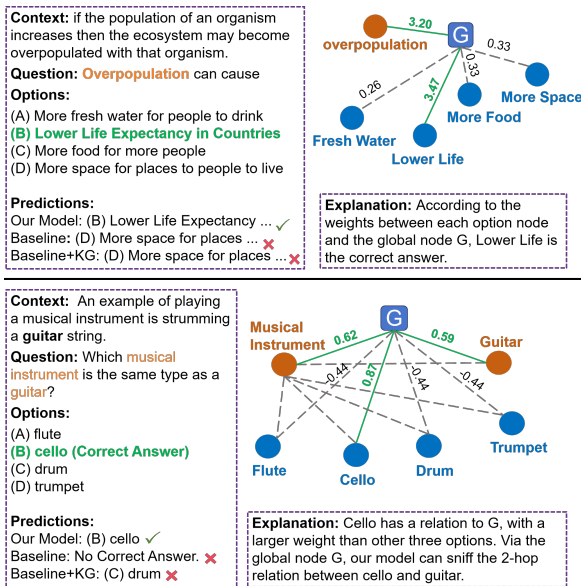 Context: if the population of an organism
increases then the ecosystem may become
overpopulated with that organism.
Question: Overpopulation can cause
Options:
(A) More fresh water for people to drink
(B) Lower Life Expectancy in Countries
(C) More food for more people
(D) More space for places to people to live
Predictions:
Our Model: (B) Lower Life Expectancy ...
Baseline: (D) More space for places ...
Baseline+KG: (D) More space for places ...
overpopulation
3.20
G
0.33
0.26
3.47
0.33
More Space
More Food
Fresh Water
Lower Life
Explanation: According to the
weights between each option node
and the global node G, Lower Life is
the correct answer.
Context: An example of playing
a musical instrument is strumming
a guitar string.
Question: Which musical
instrument is the same type as a
guitar?
Options:
(A) flute
(B) cello (Correct Answer)
(C) drum
(D) trumpet
Predictions:
Our Model: (B) cello
Baseline: No Correct Answer.
Baseline+KG: (C) drum
G
Musical
Instrument
0.62
0.59
Guitar
-0.44
0.87
-0.44
-0.44
Trumpet
Flute
Cello
Drum
Explanation: Cello has a relation to G, with a
larger weight than other three options. Via the
global node G, our model can sniff the 2-hop
relation between cello and guitar.